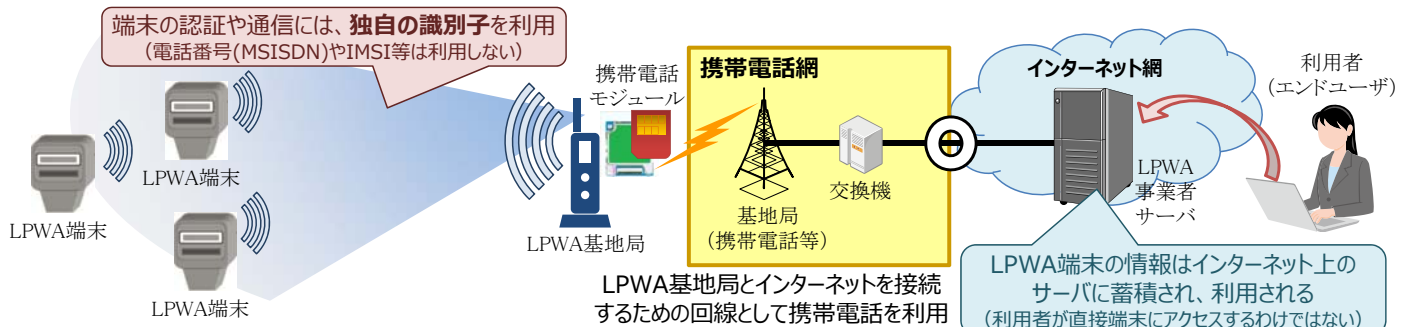 端末の認証や通信には、独自の識別子を利用
（電話番号(MSISDN)やIMSI等は利用しない）
LPWA端末
LPWA端末
LPWA端末
携帯電話
モジュール
LPWA基地局
携帯電話網
基地局
（携帯電話等）
交換機
LPWA基地局とインターネットを接続
するための回線として携帯電話を利用
インターネット網
LPWA
事業者
サーバ
利用者
（エンドユーザ）
LPWA端末の情報はインターネット上の
サーバに蓄積され、利用される
（利用者が直接端末にアクセスするわけではない）